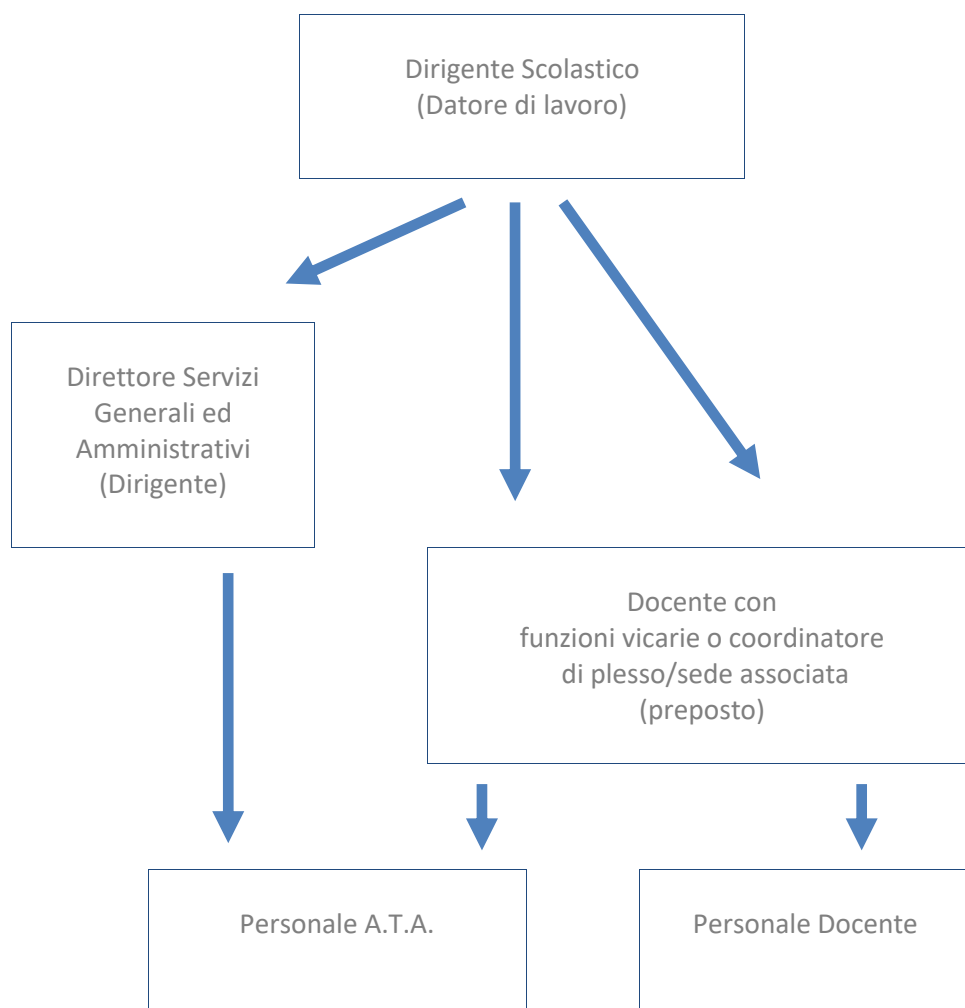 Dirigente Scolastico
(Datore di lavoro)
Direttore Servizi
Generali ed
Amministrativi
(Dirigente)
Docente con
funzioni vicarie o coordinatore
di plesso/sede associata
(preposto)
Personale A.T.A.
Personale Docente